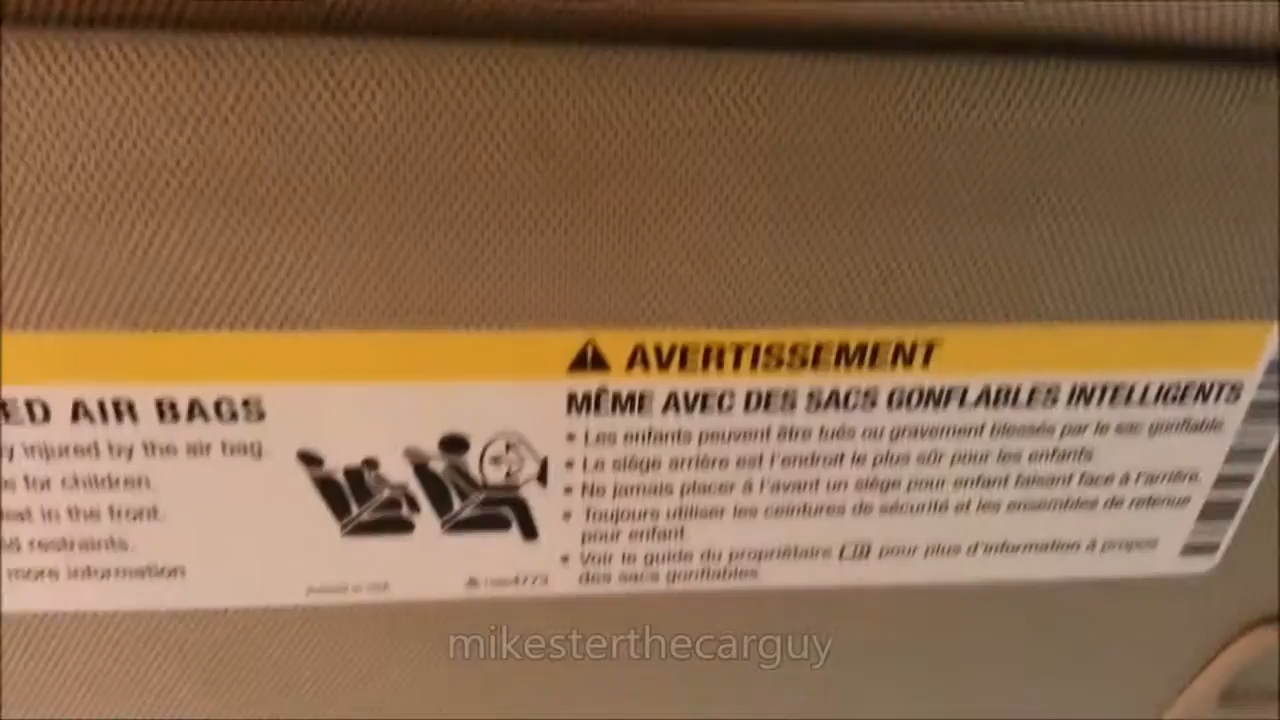 ED AIR BAGS
y injured by the air bag.
s for children.
eat in the front.
restraints.
more information
AVERTISSEMENT
MÊME AVEC DES SACS GONFLABLES INTELLIGENTS
• Les enfants peuvent être tués ou gravement blessés par le sac gonflable.
• Le siège arrière est l'endroit le plus sûr pour les enfants.
• Ne jamais placer à l'avant un siège pour enfant faisant face à l'arrière.
• Toujours utiliser les ceintures de sécurité et les ensembles de retenue
pour enfant.
• Voir le guide du propriétaire pour plus d'information à propos
des sacs gonflables.
mikesterthecarguy